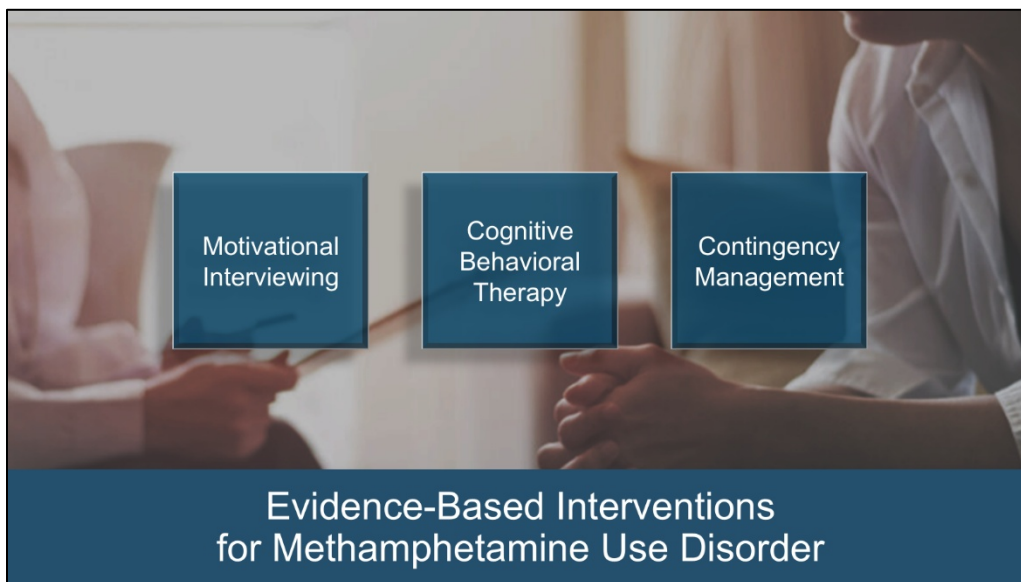 Motivational
Interviewing
Cognitive
Behavioral
Therapy
Contingency
Management
Evidence-Based Interventions
for Methamphetamine Use Disorder